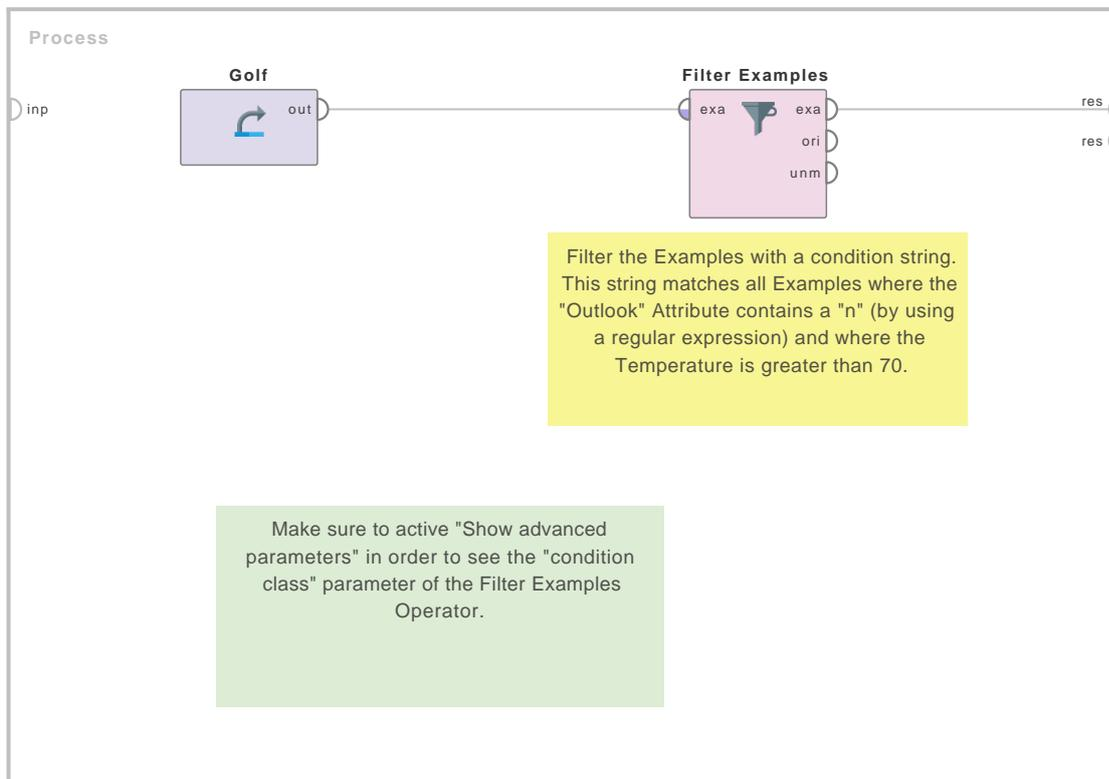 Process
Golf
Filter Examples
inp
out
exa
exa
res
ori
res
unm
Filter the Examples with a condition string.
This string matches all Examples where the
"Outlook" Attribute contains a "n" (by using
a regular expression) and where the
Temperature is greater than 70.
Make sure to active "Show advanced
parameters" in order to see the "condition
class" parameter of the Filter Examples
Operator.